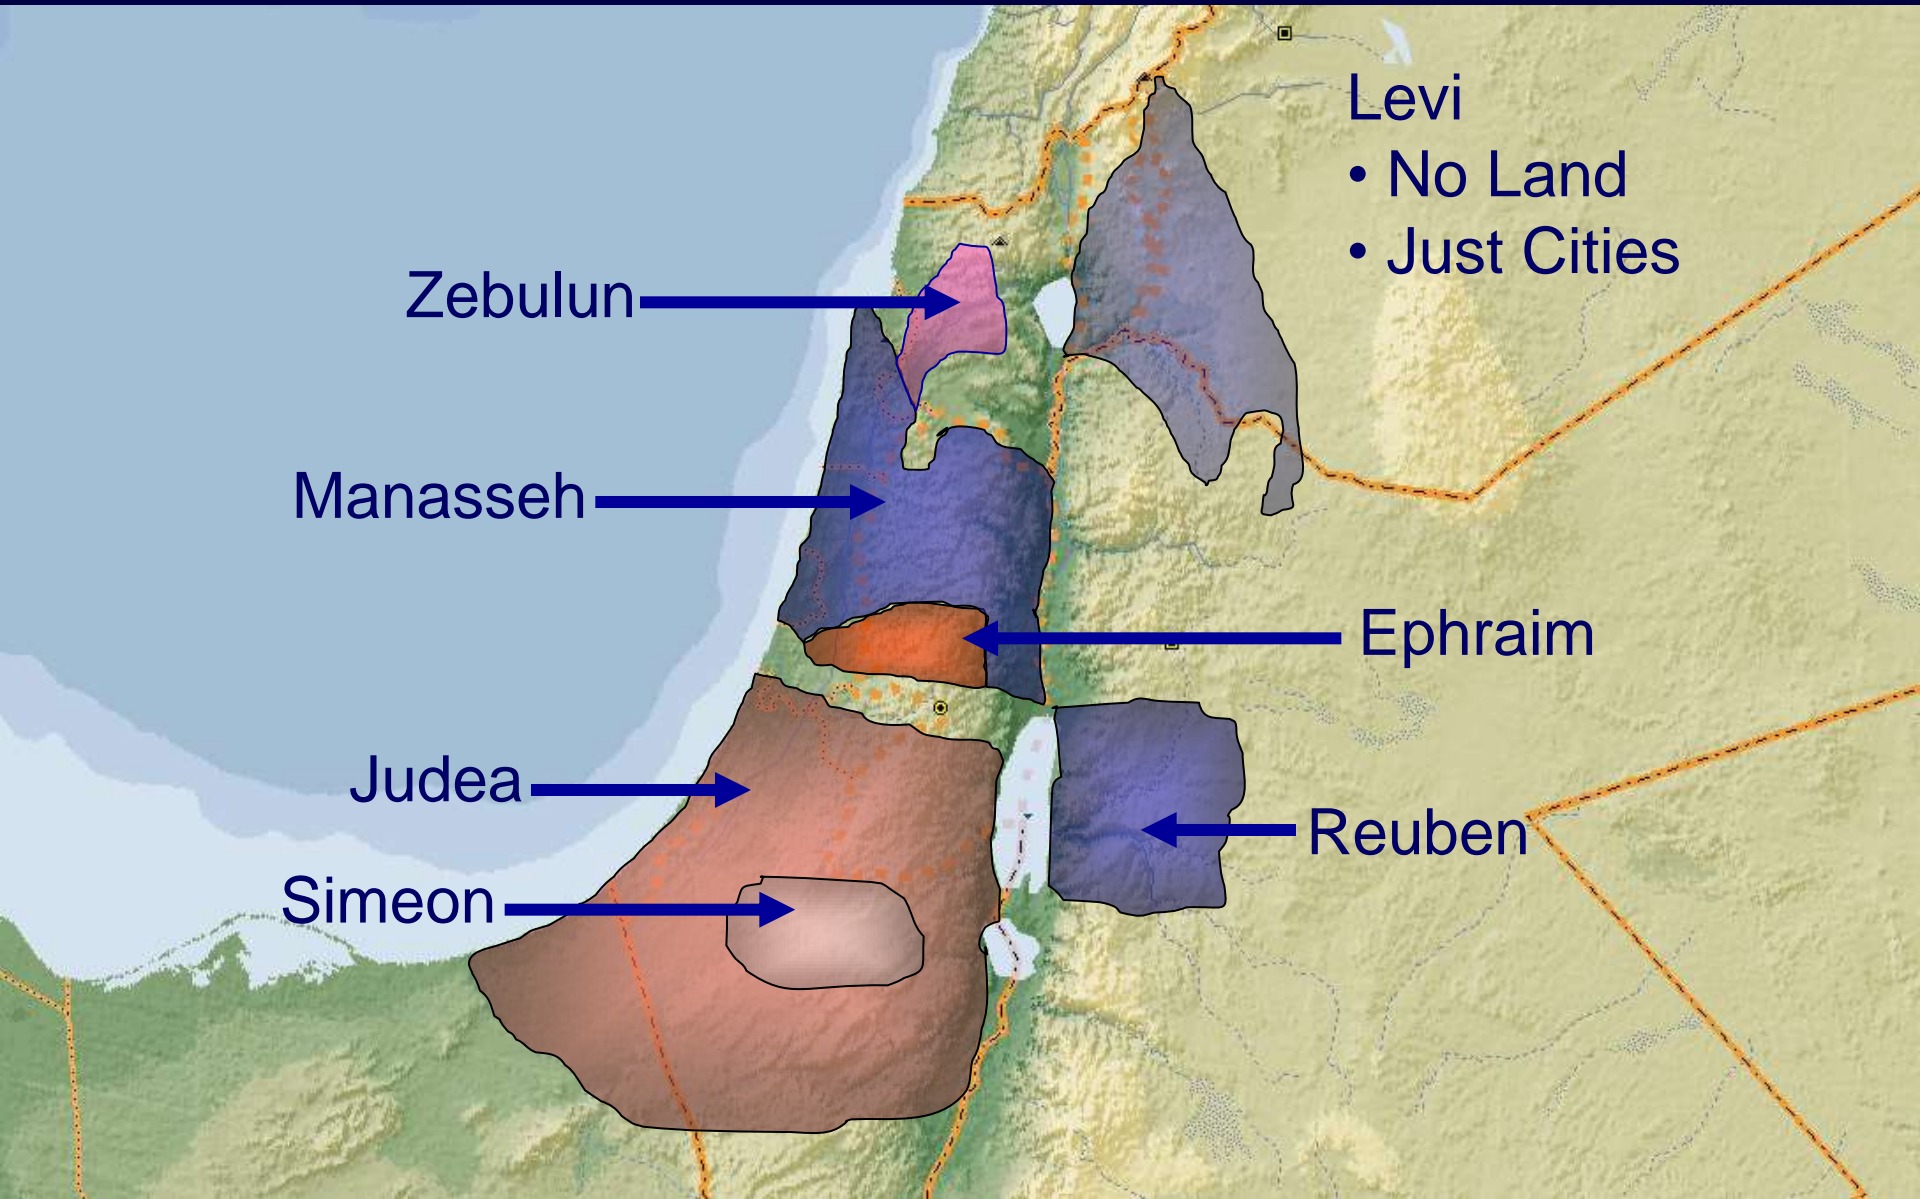 Levi
• No Land
• Just Cities
Zebulun
Manasseh
Ephraim
Judea
Reuben
Simeon